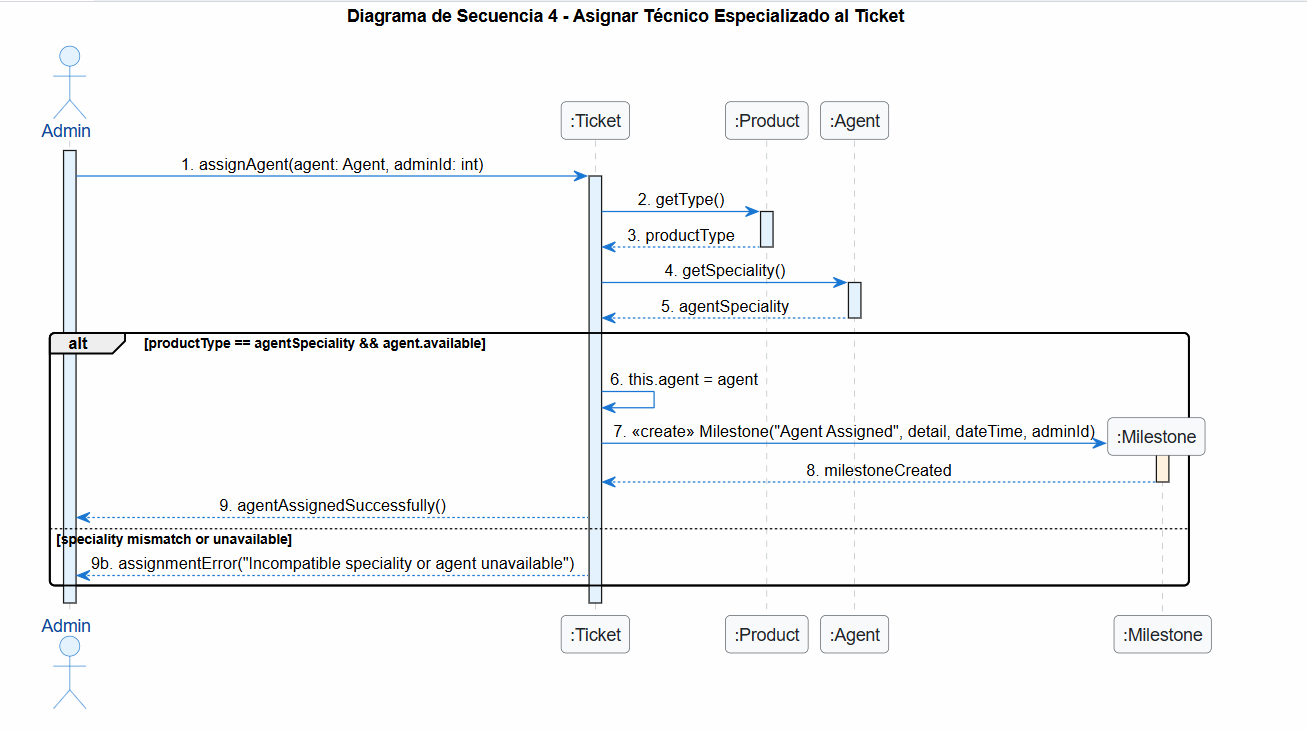 Diagrama de Secuencia 4 - Asignar Técnico Especializado al Ticket
Admin
:Ticket
:Product
:Agent
1. assignAgent(agent: Agent, adminId: int)
2. getType()
3. productType
4. getSpeciality()
5. agentSpeciality
alt
[productType == agentSpeciality && agent.available]
6. this.agent = agent
7. «create» Milestone("Agent Assigned", detail, dateTime, adminId)
:Milestone
8. milestoneCreated
9. agentAssignedSuccessfully()
[speciality mismatch or unavailable]
9b. assignmentError("Incompatible speciality or agent unavailable")
Admin
:Ticket
:Product
:Agent
:Milestone